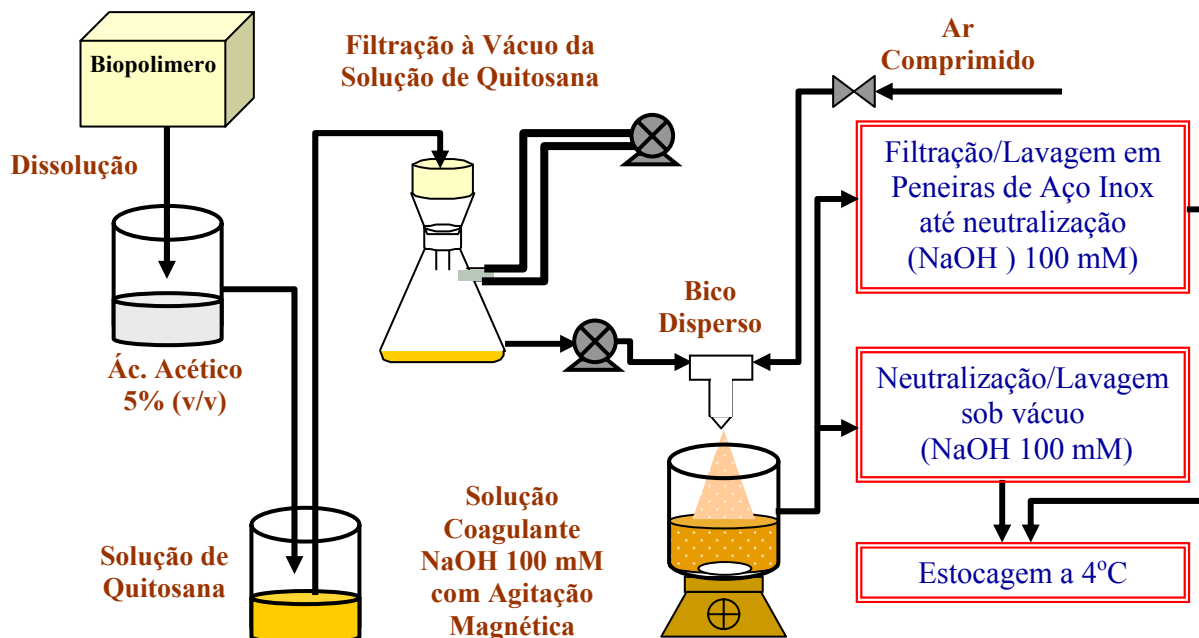 Biopolimero
Dissolução
Ác. Acético
5% (v/v)
Solução de
Quitosana
Filtração à Vácuo da
Solução de Quitosana
Ar
Comprimido
Bico
Disperso
Solução
Coagulante
NaOH 100 mM
com Agitação
Magnética
Filtração/Lavagem em
Peneiras de Aço Inox
até neutralização
(NaOH ) 100 mM)
Neutralização/Lavagem
sob vácuo
(NaOH 100 mM)
Estocagem a 4ºC